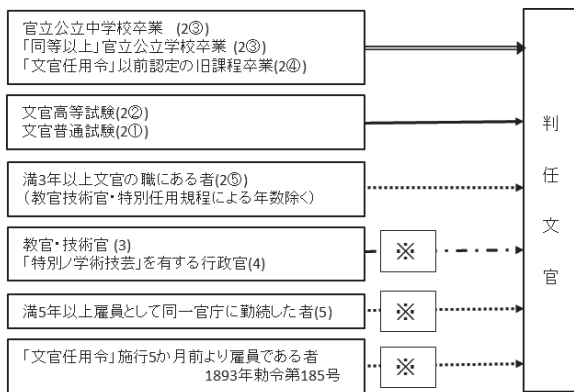 官立公立中学校卒業 (2③)
「同等以上」官立公立学校卒業 (2③)
「文官任用令」以前認定の旧課程卒業(2④)
文官高等試験(2②)
文官普通試験(2①)
満3年以上文官の職にある者(2⑤)
(教官技術官・特別任用規程による年数除く)
教官・技術官 (3)
「特別ノ学術技芸」を有する行政官(4)
※
満5年以上雇員として同一官庁に勤続した者(5)
※
「文官任用令」施行5か月前より雇員である者
1893年勅令第185号
※
判任文官